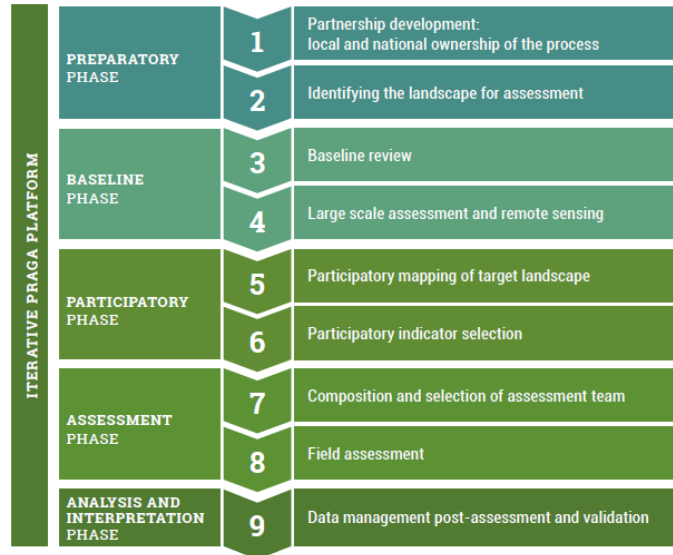 ITERATIVE PRAGA PLATFORM
PREPARATORY
PHASE
1
Partnership development:
local and national ownership of the process
2
Identifying the landscape for assessment
BASELINE
PHASE
3
Baseline review
4
Large scale assessment and remote sensing
PARTICIPATORY
PHASE
5
Participatory mapping of target landscape
6
Participatory indicator selection
ASSESSMENT
PHASE
7
Composition and selection of assessment team
8
Field assessment
ANALYSIS AND
INTERPRETATION
PHASE
9
Data management post-assessment and validation